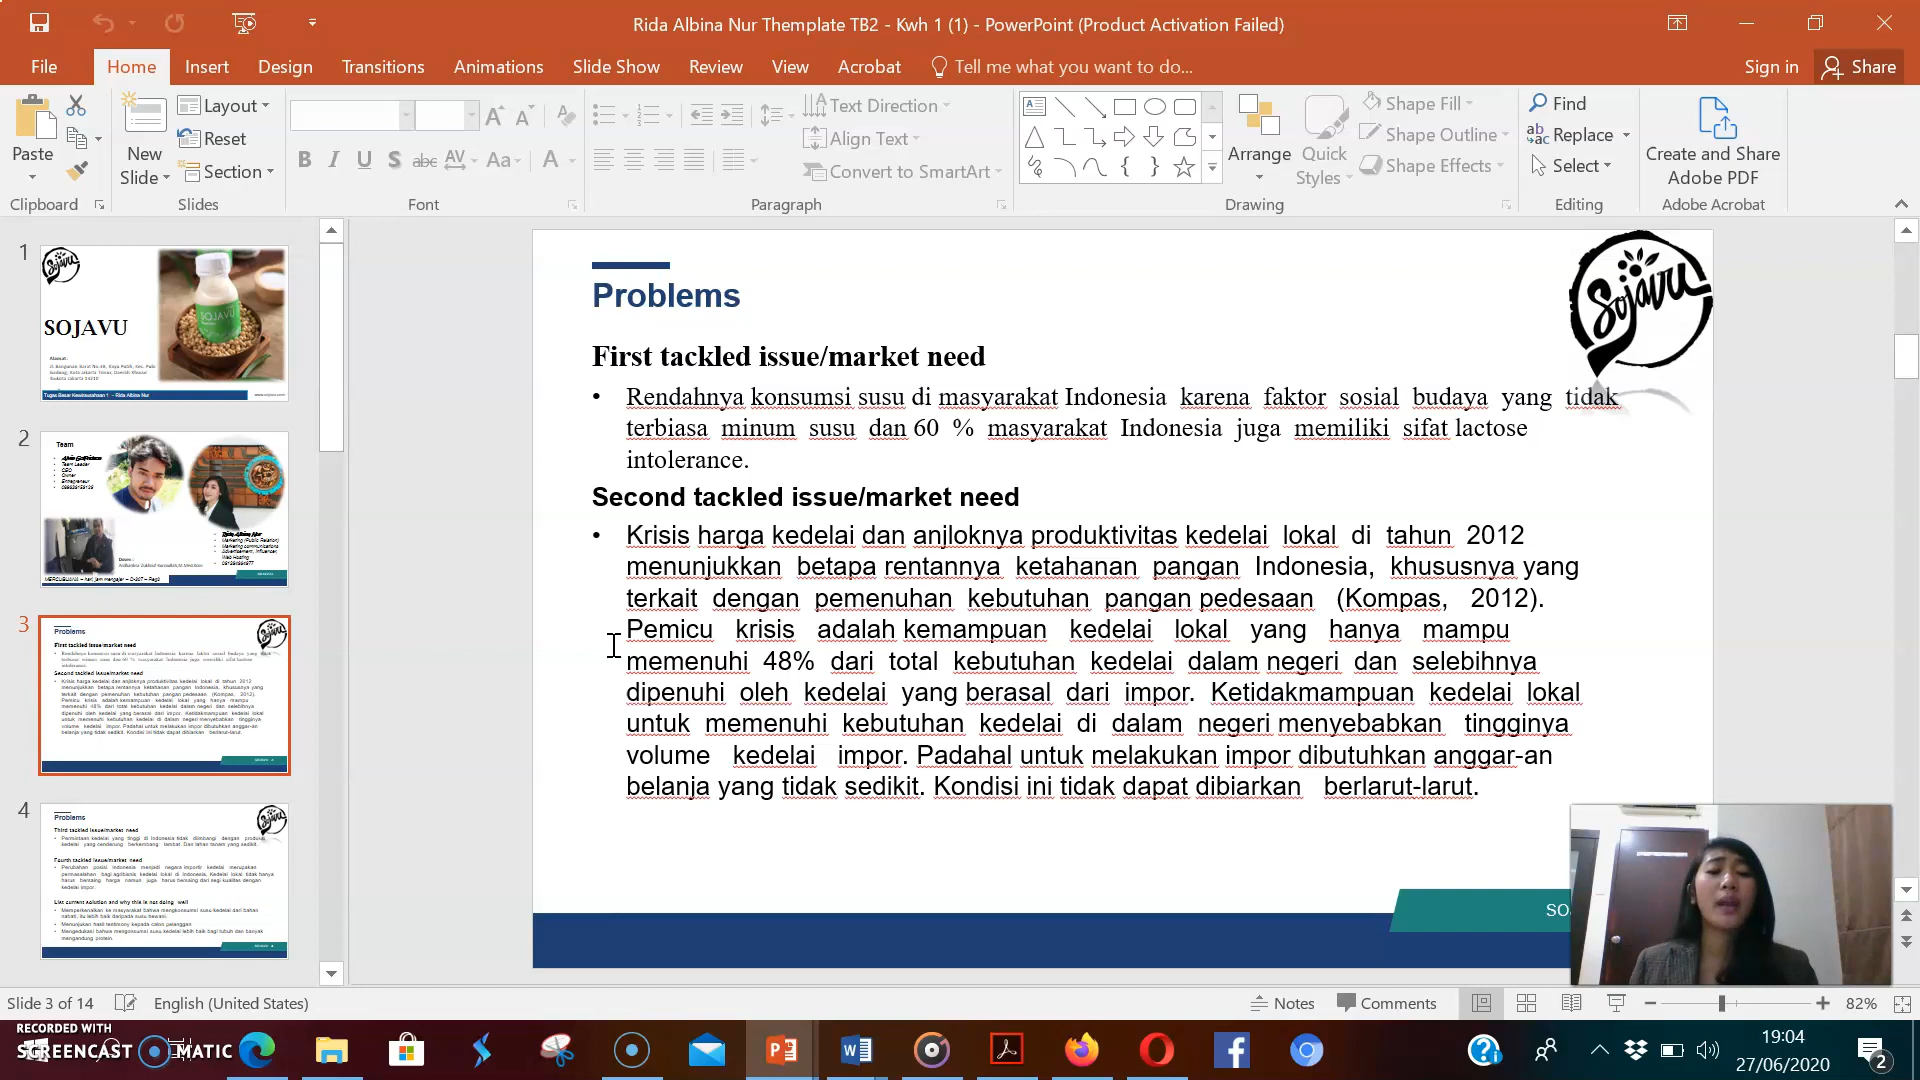 Rida Albina Nur Themplate TB2 - Kwh 1 (1) - PowerPoint (Product Activation Failed)
File Home Insert Design Transitions Animations Slide Show Review View Acrobat Tell me what you want to do... Sign in Share
Paste
New Slide
Layout
Reset
Section
Text Direction
Align Text
Convert to SmartArt
Arrange
Quick Styles
Shape Fill
Shape Outline
Shape Effects
Find
Replace
Select
Create and Share Adobe PDF
Clipboard Slides Font Paragraph Drawing Editing Adobe Acrobat
1
SOJAVU
2
Team
3
4
Problems
Sojavu
First tackled issue/market need
• Rendahnya konsumsi susu di masyarakat Indonesia karena faktor sosial budaya yang tidak
terbiasa minum susu dan 60 % masyarakat Indonesia juga memiliki sifat lactose
intolerance.
Second tackled issue/market need
• Krisis harga kedelai dan anjloknya produktivitas kedelai lokal di tahun 2012
menunjukkan betapa rentannya ketahanan pangan Indonesia, khususnya yang
terkait dengan pemenuhan kebutuhan pangan pedesaan (Kompas, 2012).
Pemicu krisis adalah kemampuan kedelai lokal yang hanya mampu
memenuhi 48% dari total kebutuhan kedelai dalam negeri dan selebihnya
dipenuhi oleh kedelai yang berasal dari impor. Ketidakmampuan kedelai lokal
untuk memenuhi kebutuhan kedelai di dalam negeri menyebabkan tingginya
volume kedelai impor. Padahal untuk melakukan impor dibutuhkan anggar-an
belanja yang tidak sedikit. Kondisi ini tidak dapat dibiarkan berlarut-larut.
Slide 3 of 14 English (United States) Notes Comments 82%
RECORDED WITH
SCREENCAST MATIC
19:04
27/06/2020
2